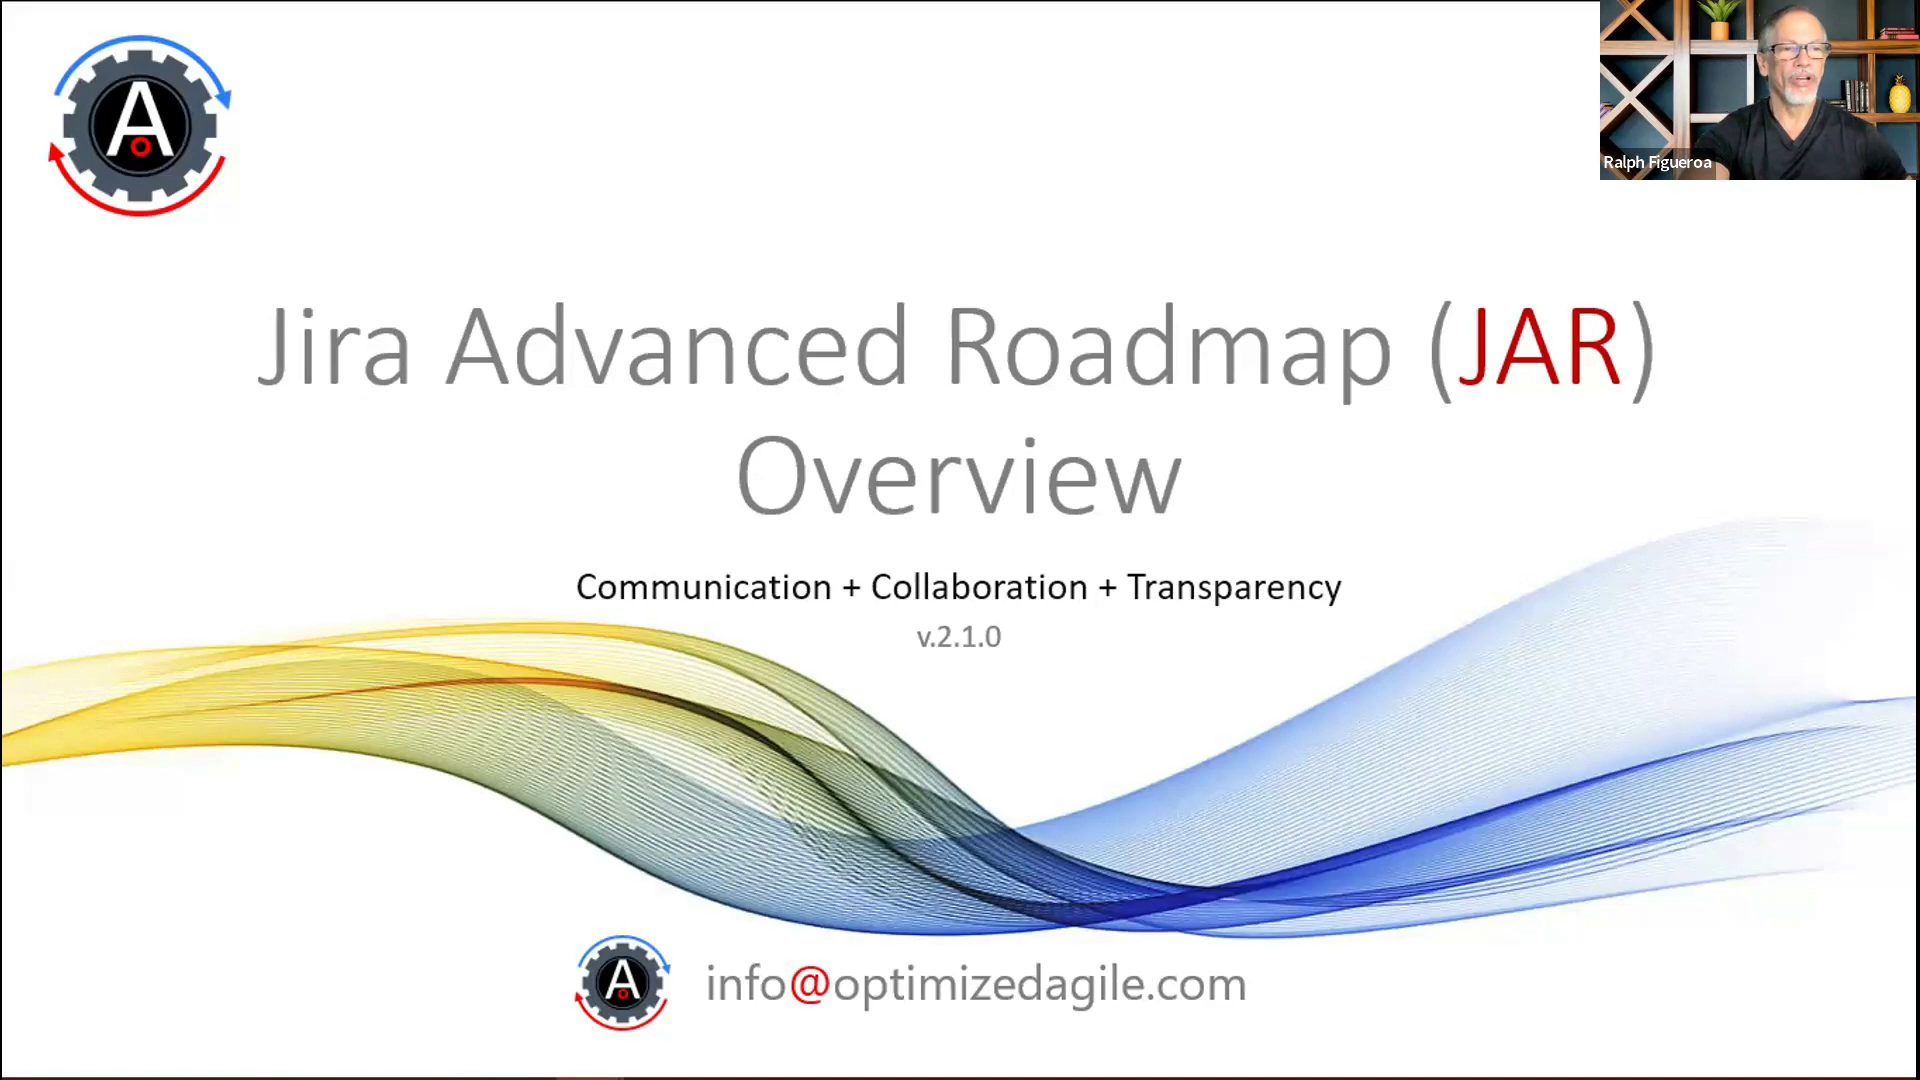 A
o
Ralph Figueroa
Jira Advanced Roadmap (JAR)
Overview
Communication + Collaboration + Transparency
v.2.1.0
A
o
info@optimizedagile.com